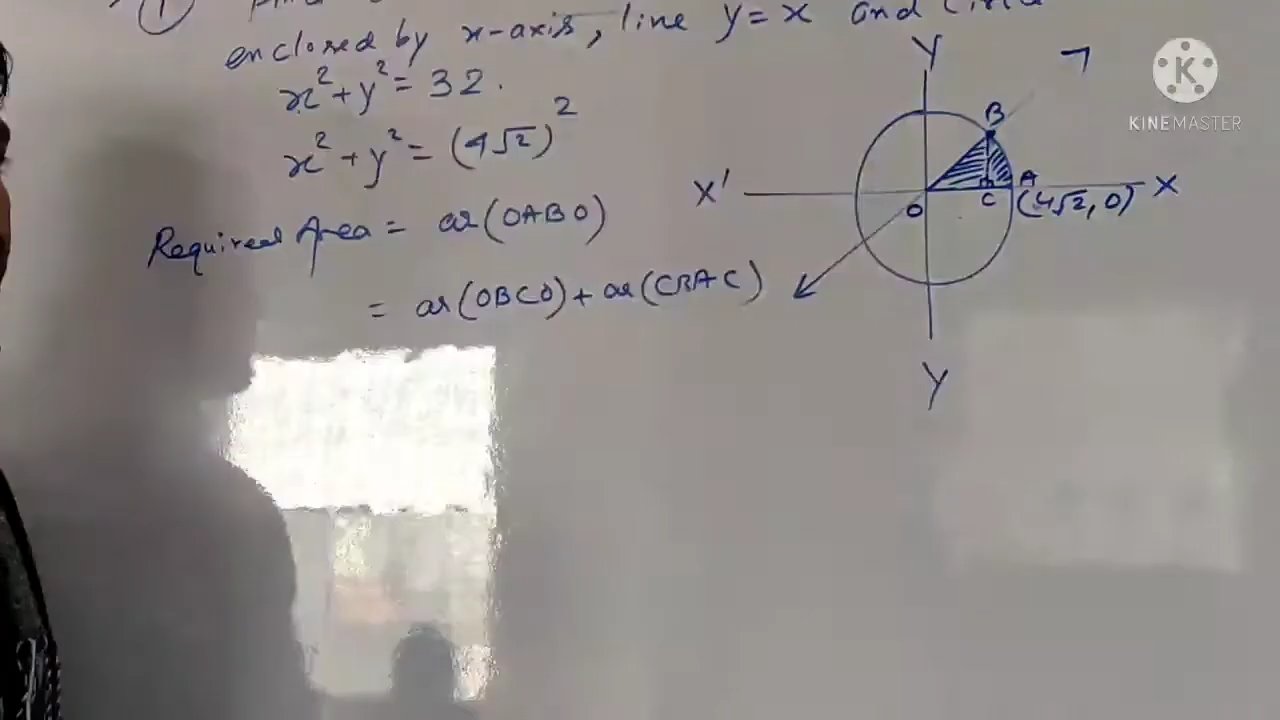 ①
enclosed by x-axis, line y = x and
x² + y² = 32.
x² + y² = (4√2)²
Required Area = ar(OABO)
= ar(OBCO) + ar(CBAC)
Y
B
X'
O
C
A
(4√2, 0)
X
Y
K
KINEMASTER